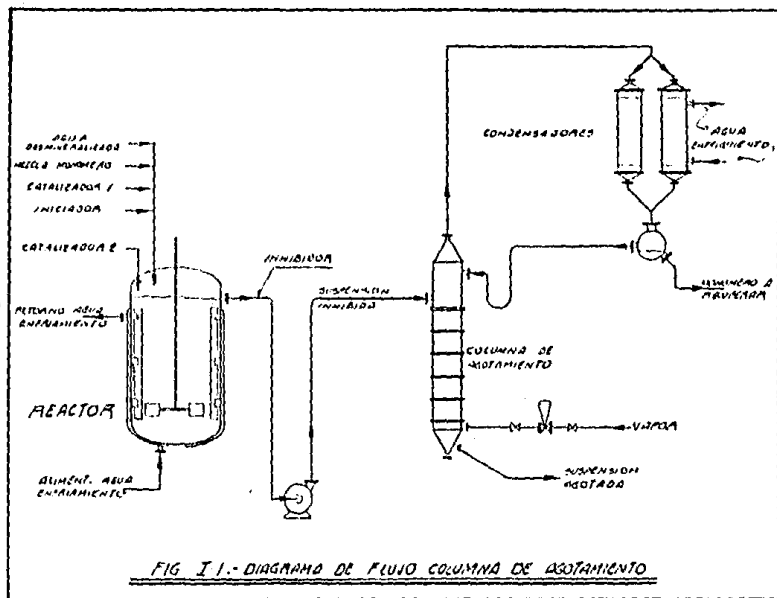 AGUA
DESMINERALIZADA
MEZCLA MONOMERO
CATALIZADOR 1
INICIADOR
CATALIZADOR 2
RETORNO AGUA
ENFRIAMIENTO
REACTOR
ALIMENT. AGUA
ENFRIAMIENTO
INHIBIDOR
SUSPENSION
INHIBIDA
CONDENSADORES
AGUA
ENFRIAMIENTO
MONOMERO A
RECUPERAR
COLUMNA DE
AGOTAMIENTO
VAPOR
SUSPENSION
AGOTADA
FIG I 1.- DIAGRAMA DE FLUJO COLUMNA DE AGOTAMIENTO